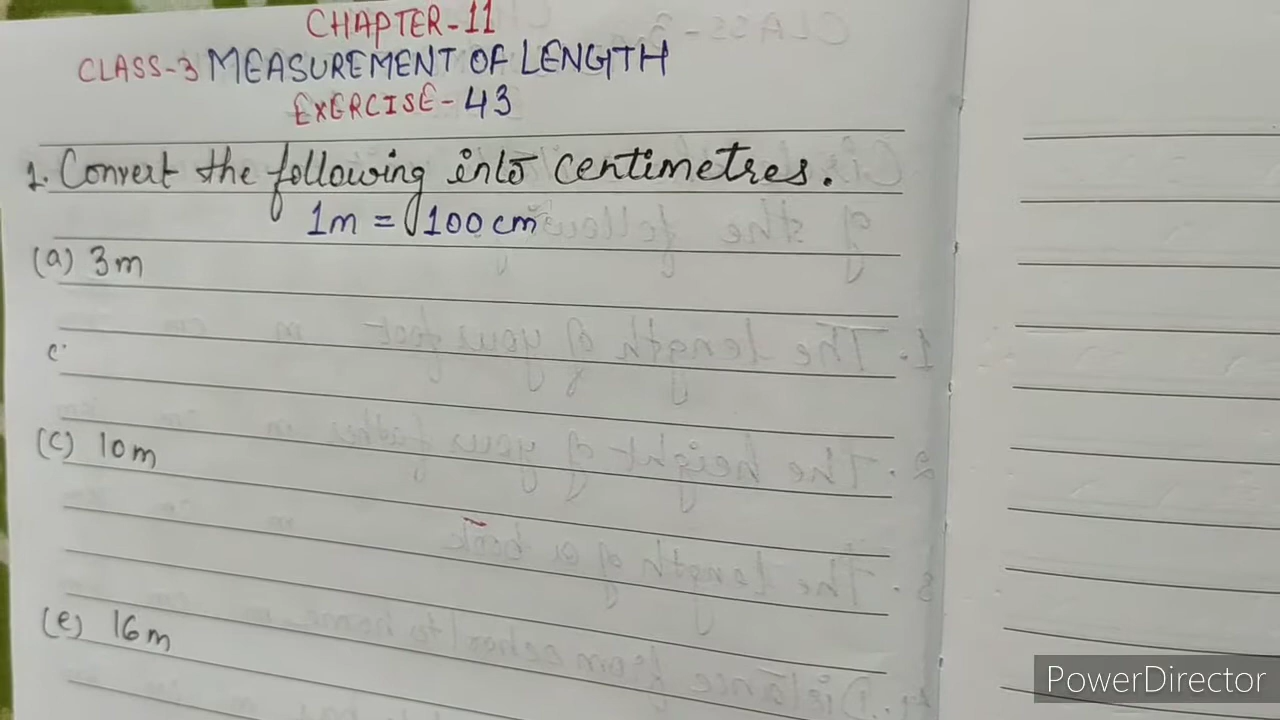 CHAPTER-11
CLASS-3 MEASUREMENT OF LENGTH
EXERCISE-43
1. Convert the following into centimetres.
1m = 100 cm
(a) 3m
(c) 10m
(e) 16m
PowerDirector